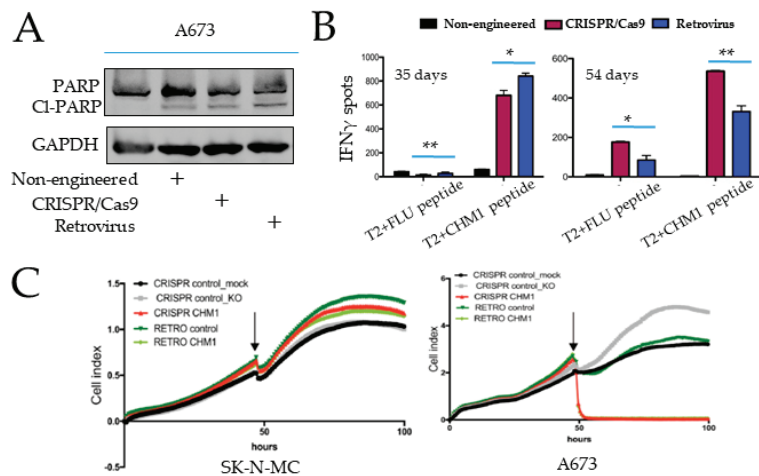 A
A673
PARP
Cl-PARP
GAPDH
Non-engineered +
CRISPR/Cas9 +
Retrovirus +
B
Non-engineered CRISPR/Cas9 Retrovirus
IFNγ spots
1000
800
600
400
200
0
35 days
**
*
T2+FLU peptide
T2+CHM1 peptide
600
400
200
0
54 days
*
**
T2+FLU peptide
T2+CHM1 peptide
C
CRISPR control_mock
CRISPR control_KO
CRISPR CHM1
RETRO control
RETRO CHM1
Cell index
1.5
1.0
0.5
0.0
-0.5
50
100
hours
SK-N-MC
CRISPR control_mock
CRISPR control_KO
CRISPR CHM1
RETRO control
RETRO CHM1
Cell index
6
4
2
0
0
50
100
hours
A673